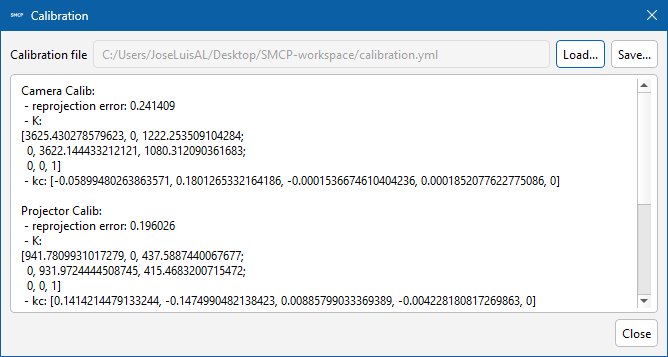 SMCP Calibration
Calibration file C:/Users/JoseLuisAL/Desktop/SMCP-workspace/calibration.yml Load... Save...
Camera Calib:
- reprojection error: 0.241409
- K:
[3625.430278579623, 0, 1222.253509104284;
0, 3622.144433212121, 1080.312090361683;
0, 0, 1]
- kc: [-0.05899480263863571, 0.1801265332164186, -0.0001536674610404236, 0.0001852077622775086, 0]
Projector Calib:
- reprojection error: 0.196026
- K:
[941.7809931017279, 0, 437.5887440067677;
0, 931.9724444508745, 415.4683200715472;
0, 0, 1]
- kc: [0.1414214479133244, -0.1474990482138423, 0.00885799033369389, -0.004228180817269863, 0]
Close